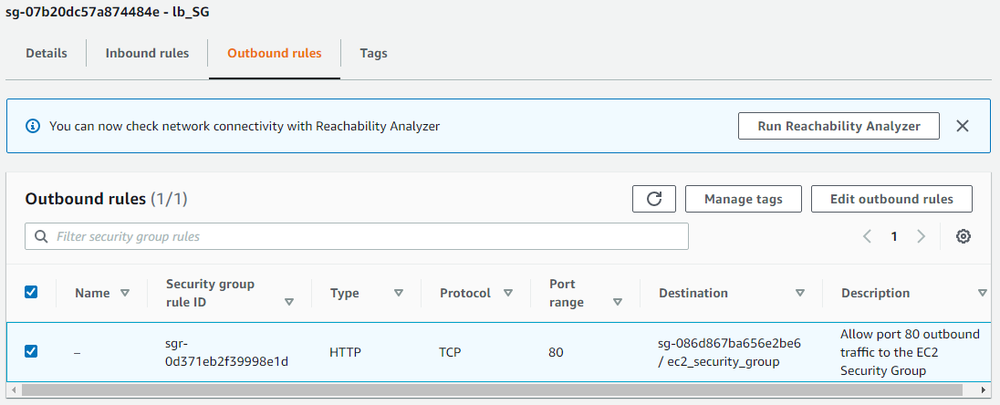 sg-07b20dc57a874484e - lb_SG
Details Inbound rules Outbound rules Tags
You can now check network connectivity with Reachability Analyzer Run Reachability Analyzer
Outbound rules (1/1) Manage tags Edit outbound rules
Filter security group rules 1
Name Security group rule ID Type Protocol Port range Destination Description
– sgr-0d371eb2f39998e1d HTTP TCP 80 sg-086d867ba656e2be6 / ec2_security_group Allow port 80 outbound traffic to the EC2 Security Group